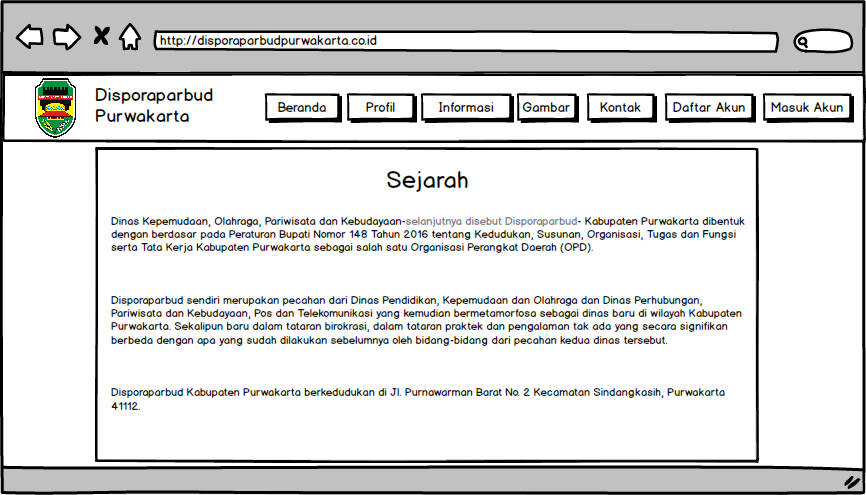 http://disporaparbudpurwakarta.co.id
Disporaparbud
Purwakarta
Beranda
Profil
Informasi
Gambar
Kontak
Daftar Akun
Masuk Akun
Sejarah
Dinas Kepemudaan, Olahraga, Pariwisata dan Kebudayaan-selanjutnya disebut Disporaparbud- Kabupaten Purwakarta dibentuk
dengan berdasar pada Peraturan Bupati Nomor 148 Tahun 2016 tentang Kedudukan, Susunan, Organisasi, Tugas dan Fungsi
serta Tata Kerja Kabupaten Purwakarta sebagai salah satu Organisasi Perangkat Daerah (OPD).
Disporaparbud sendiri merupakan pecahan dari Dinas Pendidikan, Kepemudaan dan Olahraga dan Dinas Perhubungan,
Pariwisata dan Kebudayaan, Pos dan Telekomunikasi yang kemudian bermetamorfosa sebagai dinas baru di wilayah Kabupaten
Purwakarta. Sekalipun baru dalam tataran birokrasi, dalam tataran praktek dan pengalaman tak ada yang secara signifikan
berbeda dengan apa yang sudah dilakukan sebelumnya oleh bidang-bidang dari pecahan kedua dinas tersebut.
Disporaparbud Kabupaten Purwakarta berkedudukan di Jl. Purnawarman Barat No. 2 Kecamatan Sindangkasih, Purwakarta
41112.